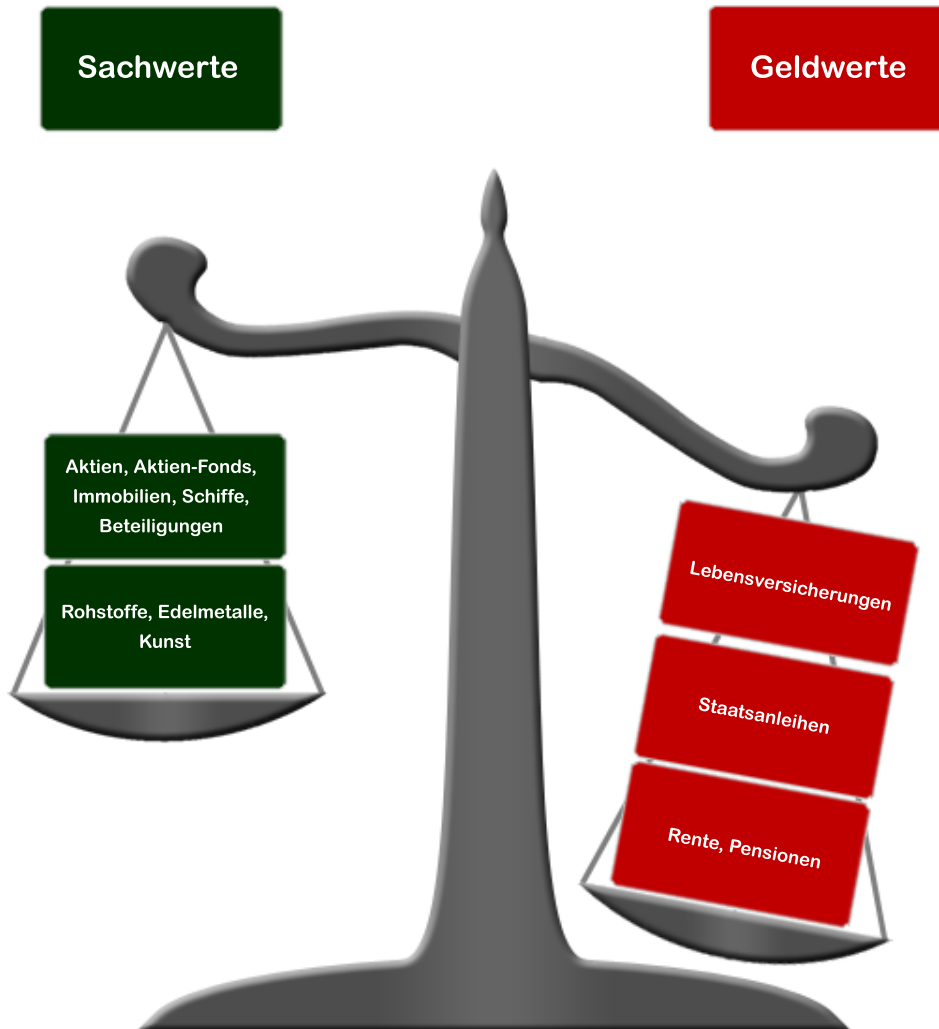 Sachwerte
Geldwerte
Aktien, Aktien-Fonds,
Immobilien, Schiffe,
Beteiligungen
Rohstoffe, Edelmetalle,
Kunst
Lebensversicherungen
Staatsanleihen
Rente, Pensionen